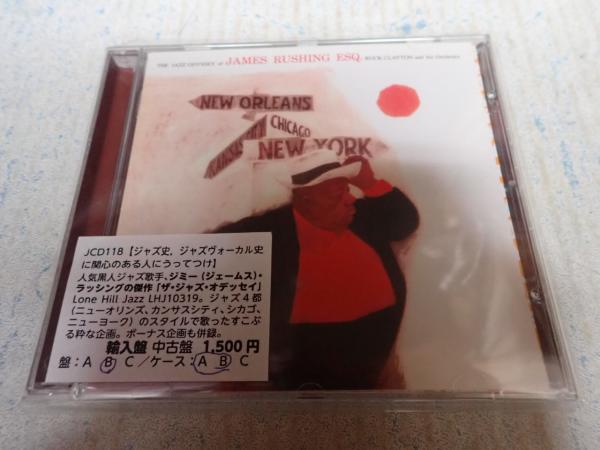 THE JAZZ ODYSSEY of JAMES RUSHING ESQ. BUCK CLAYTON and his Orchestra
NEW ORLEANS
CHICAGO
KANSAS CITY
NEW YORK
JCD118【ジャズ史，ジャズヴォーカル史
に関心のある人にうってつけ】
人気黒人ジャズ歌手、ジミー（ジェームス）・
ラッシングの傑作「ザ・ジャズ・オデッセイ」
Lone Hill Jazz LHJ10319。ジャズ４都
（ニューオリンズ、カンサスシティ、シカゴ、
ニューヨーク）のスタイルで歌ったすこぶ
る粋な企画。ボーナス企画も併録。
輸入盤 中古盤 1,500円
盤：A B C／ケース：A B C